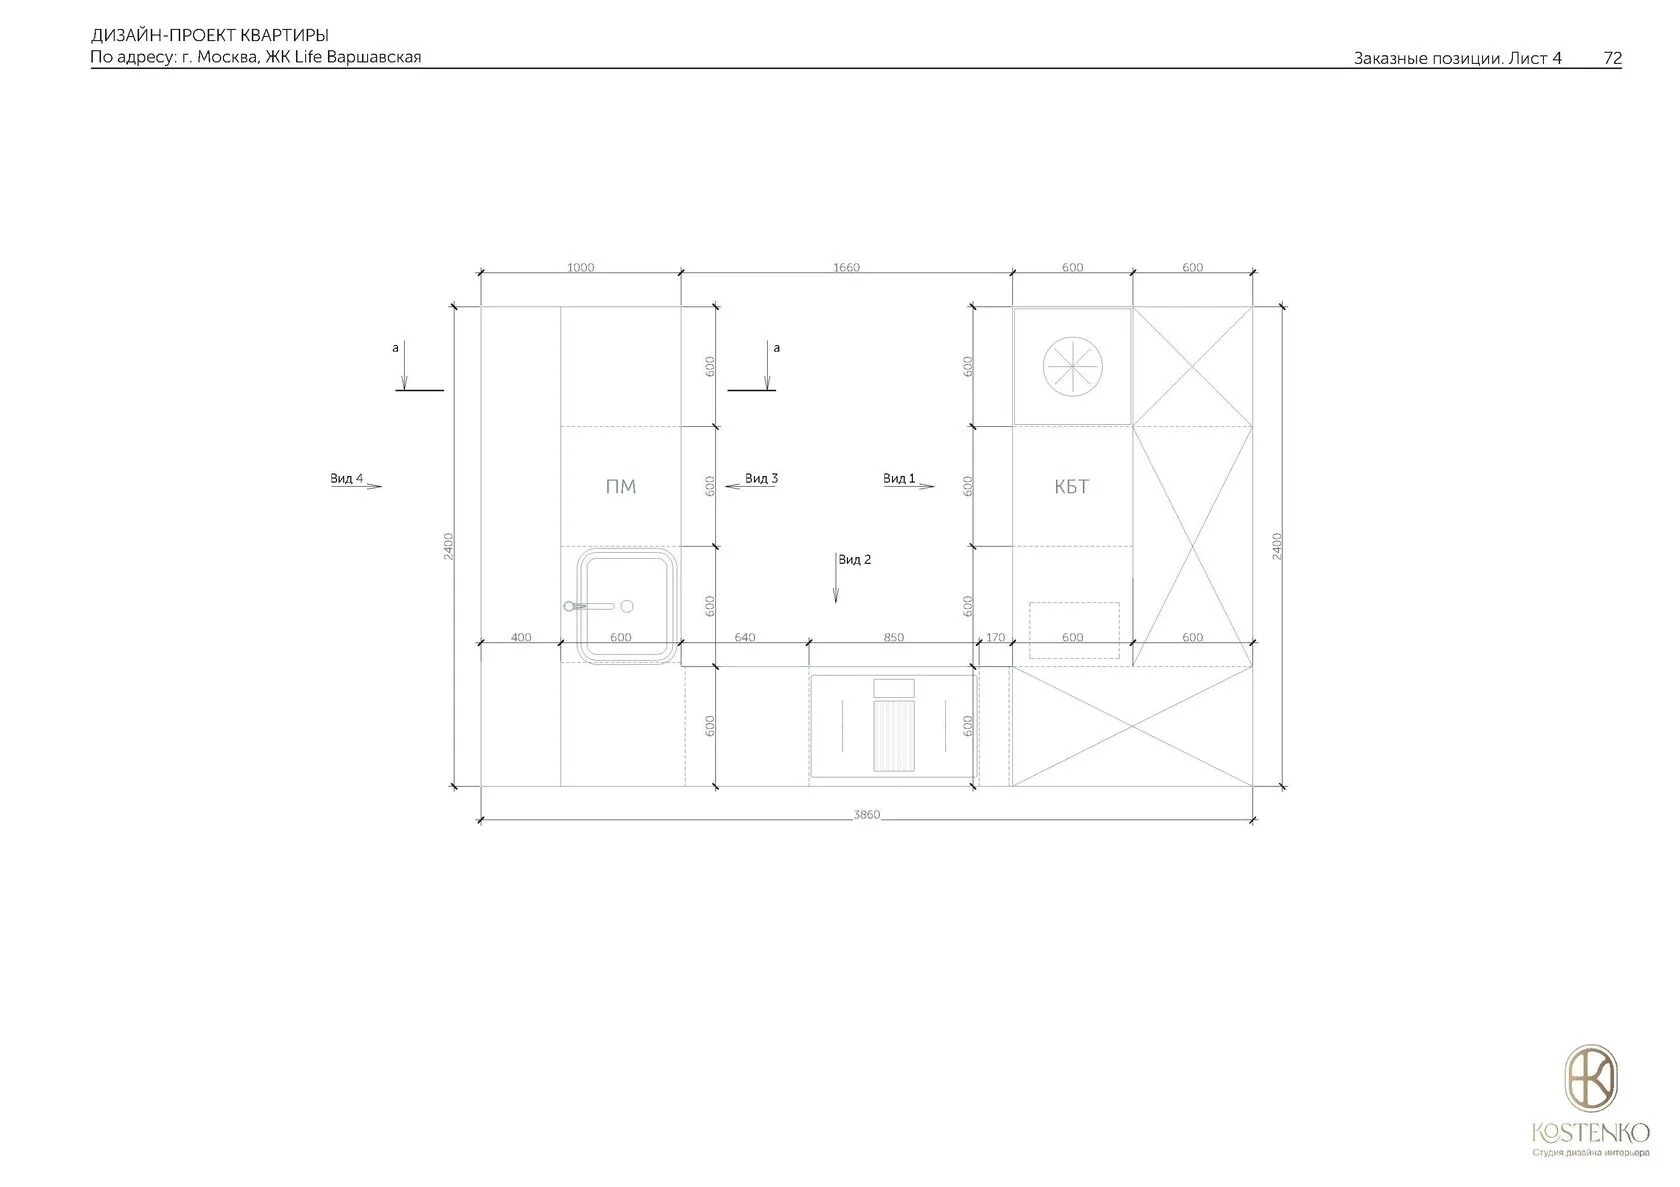 ДИЗАЙН-ПРОЕКТ КВАРТИРЫ
По адресу: г. Москва, ЖК Life Варшавская
Заказные позиции. Лист 4 72
1000 1660 600 600
a a
600 600
Вид 4 ПМ 600 Вид 3 Вид 1 600 КБТ
2400 Вид 2 2400
600 600
400 600 640 850 170 600 600
600 600
3860
KOSTENKO
Студия дизайна интерьера